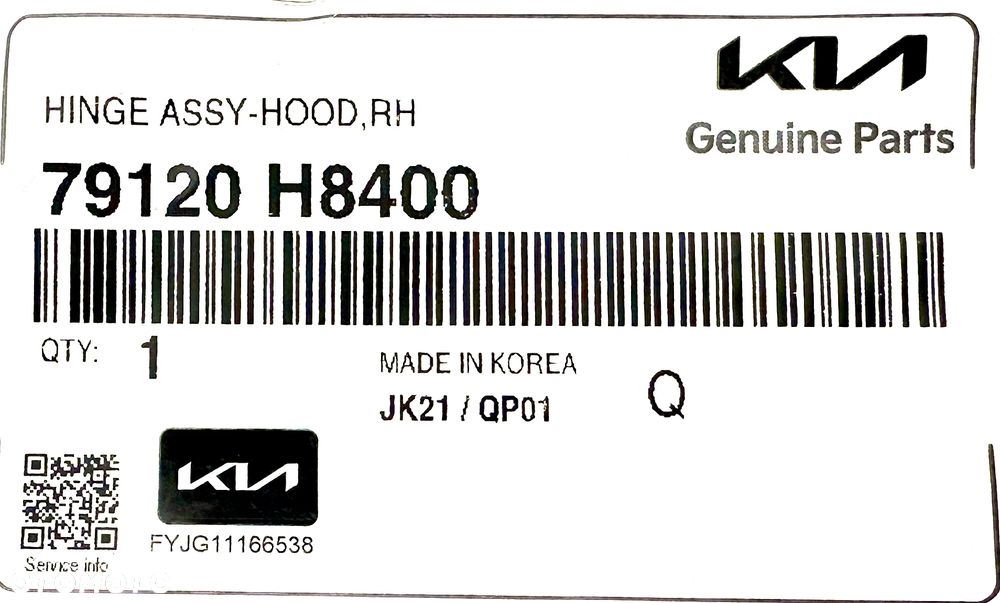 KIA
Genuine Parts
HINGE ASSY-HOOD,RH
79120 H8400
QTY: 1
MADE IN KOREA
JK21 / QP01
Q
KIA
FYJG11166538
Service info